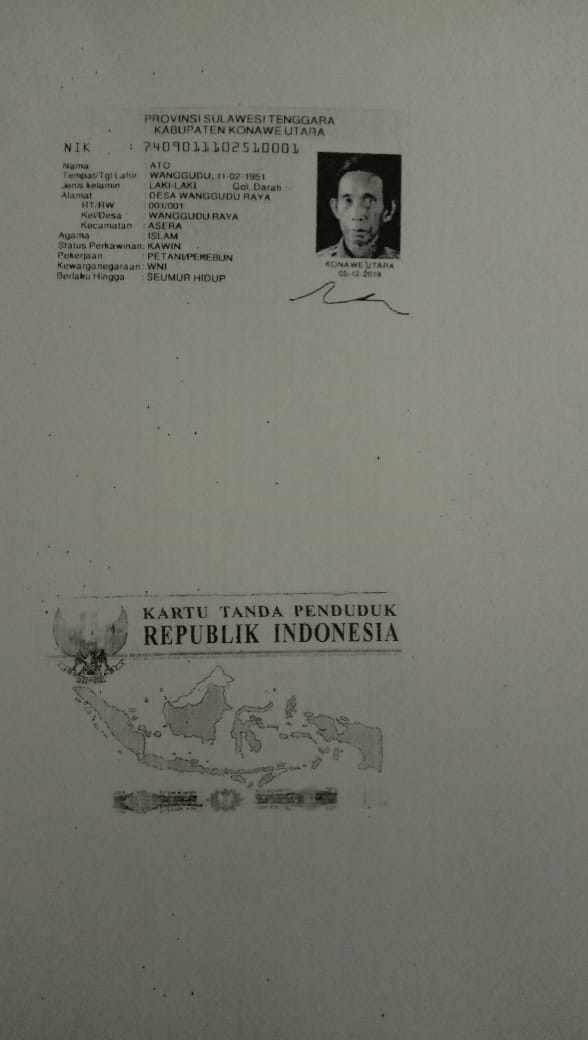 PROVINSI SULAWESI TENGGARA
KABUPATEN KONAWE UTARA
NIK : 7409011102510001
Nama : ATO
Tempat/Tgl Lahir : WANGGUDU, 11-02-1951
Jenis kelamin : LAKI-LAKI Gol. Darah :
Alamat : DESA WANGGUDU RAYA
RT/RW : 001/001
Kel/Desa : WANGGUDU RAYA
Kecamatan : ASERA
Agama : ISLAM
Status Perkawinan: KAWIN
Pekerjaan : PETANI/PEKEBUN
Kewarganegaraan : WNI
Berlaku Hingga : SEUMUR HIDUP
KONAWE UTARA
05-12-2019
KARTU TANDA PENDUDUK
REPUBLIK INDONESIA